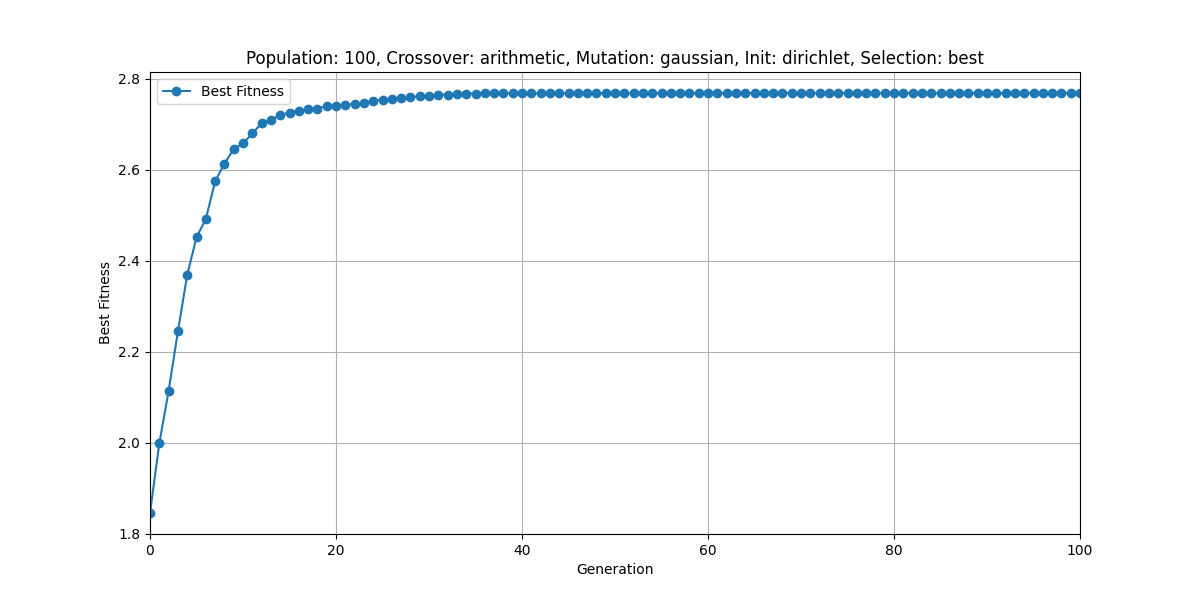 Population: 100, Crossover: arithmetic, Mutation: gaussian, Init: dirichlet, Selection: best
Best Fitness
2.8
2.6
2.4
2.2
2.0
1.8
Best Fitness
0 20 40 60 80 100
Generation